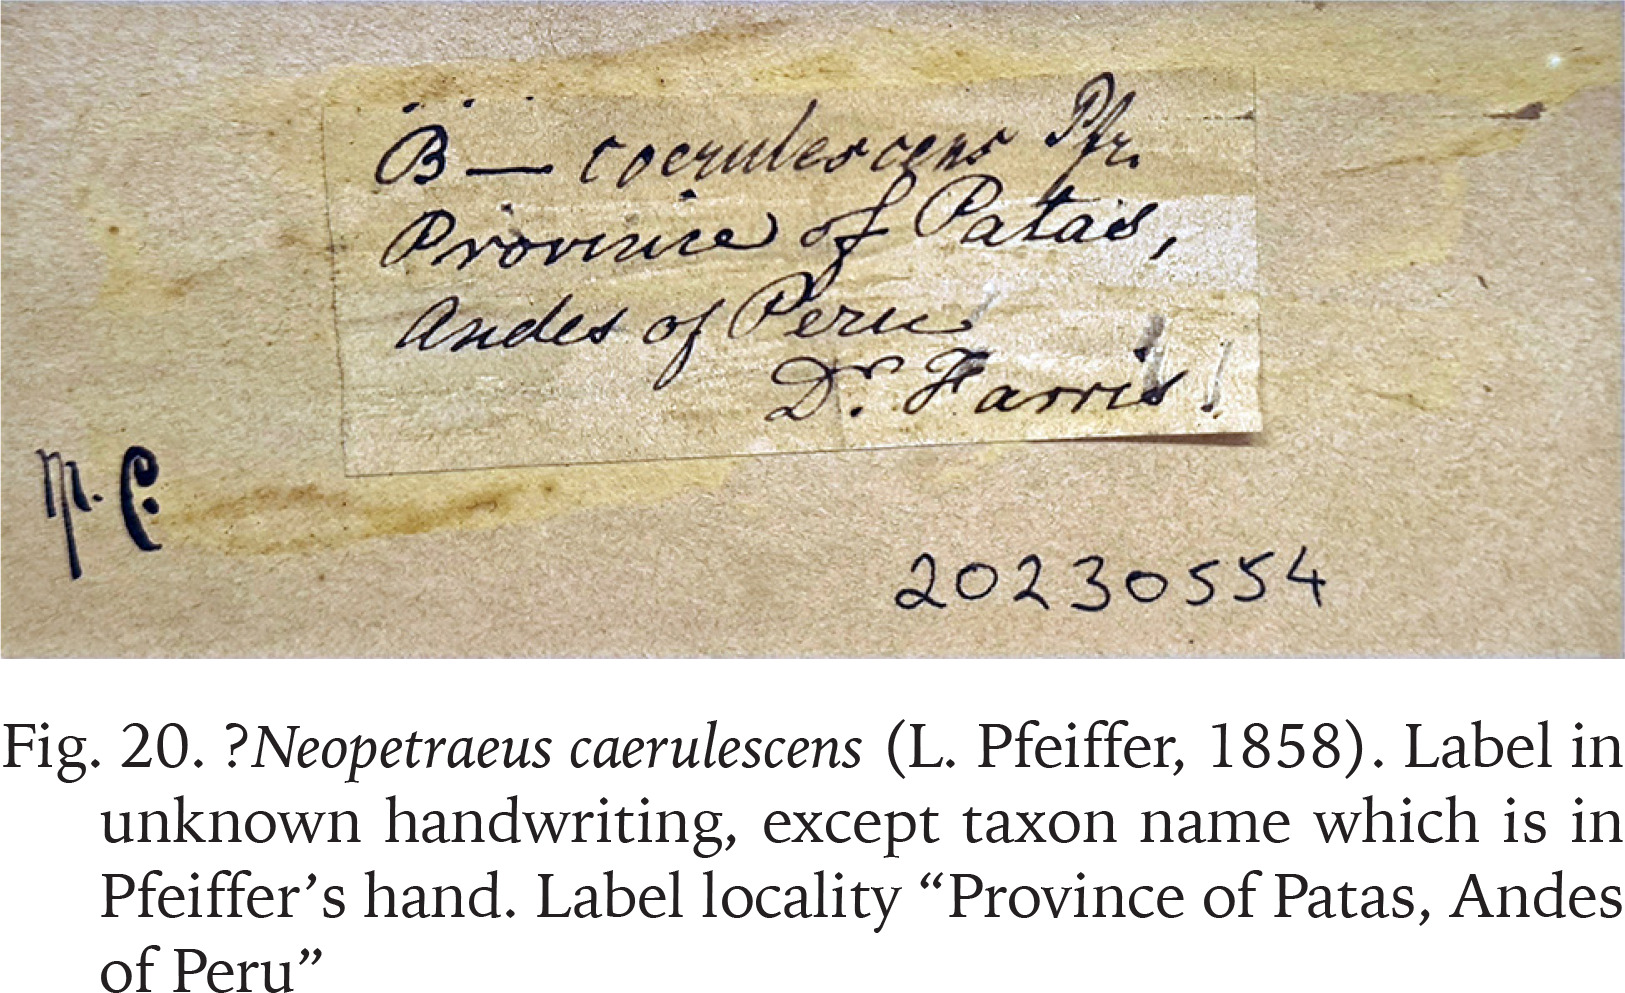 B — coerulescens Pfr.
Province of Patas,
Andes of Peru
Dr. Farris!
M. C.
20230554
Fig. 20. ?Neopetraeus caerulescens (L. Pfeiffer, 1858). Label in
unknown handwriting, except taxon name which is in
Pfeiffer’s hand. Label locality “Province of Patas, Andes
of Peru”